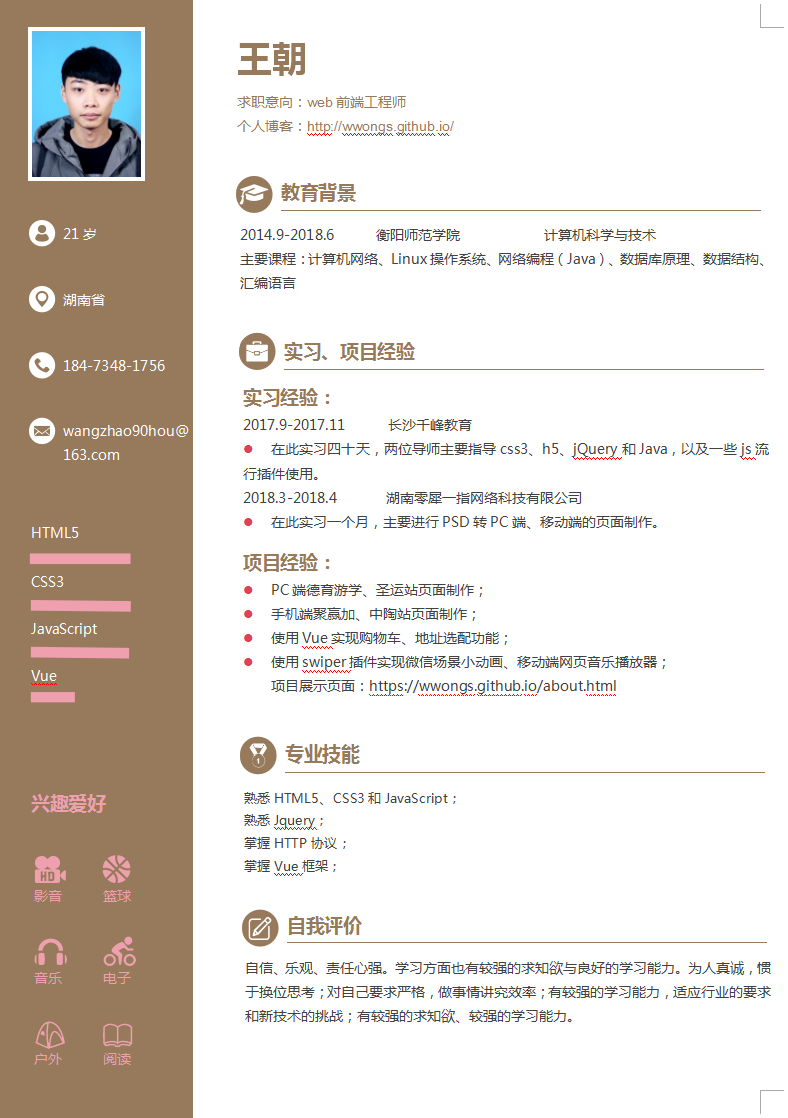 王朝
求职意向：web 前端工程师
个人博客：http://wwongs.github.io/
21 岁
湖南省
184-7348-1756
wangzhao90hou@
163.com
HTML5
CSS3
JavaScript
Vue
兴趣爱好
HD
影音
篮球
音乐
电子
户外
阅读
教育背景
2014.9-2018.6 衡阳师范学院 计算机科学与技术
主要课程：计算机网络、Linux 操作系统、网络编程（Java）、数据库原理、数据结构、
汇编语言
实习、项目经验
实习经验：
2017.9-2017.11 长沙千峰教育
● 在此实习四十天，两位导师主要指导 css3、h5、jQuery 和 Java，以及一些 js 流
行插件使用。
2018.3-2018.4 湖南零犀一指网络科技有限公司
● 在此实习一个月，主要进行 PSD 转 PC 端、移动端的页面制作。
项目经验：
● PC 端德育游学、圣运站页面制作；
● 手机端聚赢加、中陶站页面制作；
● 使用 Vue 实现购物车、地址选配功能；
● 使用 swiper 插件实现微信场景小动画、移动端网页音乐播放器；
项目展示页面：https://wwongs.github.io/about.html
1
专业技能
熟悉 HTML5、CSS3 和 JavaScript；
熟悉 Jquery；
掌握 HTTP 协议；
掌握 Vue 框架；
自我评价
自信、乐观、责任心强。学习方面也有较强的求知欲与良好的学习能力。为人真诚，惯
于换位思考；对自己要求严格，做事情讲究效率；有较强的学习能力，适应行业的要求
和新技术的挑战；有较强的求知欲、较强的学习能力。